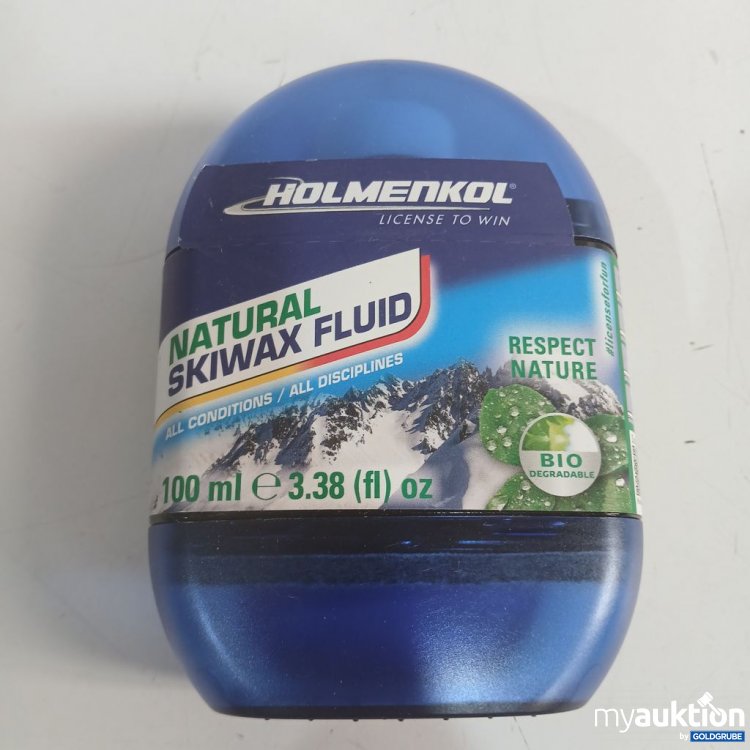 HOLMENKOL®
LICENSE TO WIN
NATURAL
SKIWAX FLUID
ALL CONDITIONS / ALL DISCIPLINES
#licenseforfun
RESPECT
NATURE
BIO
DEGRADABLE
100 ml ℮ 3.38 (fl) oz
myauktion
by GOLDGRUBE